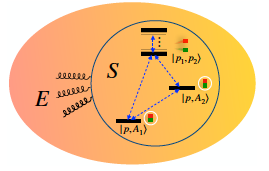 S
|p₁,p₂⟩
E
|p,A₂⟩
|p,A₁⟩